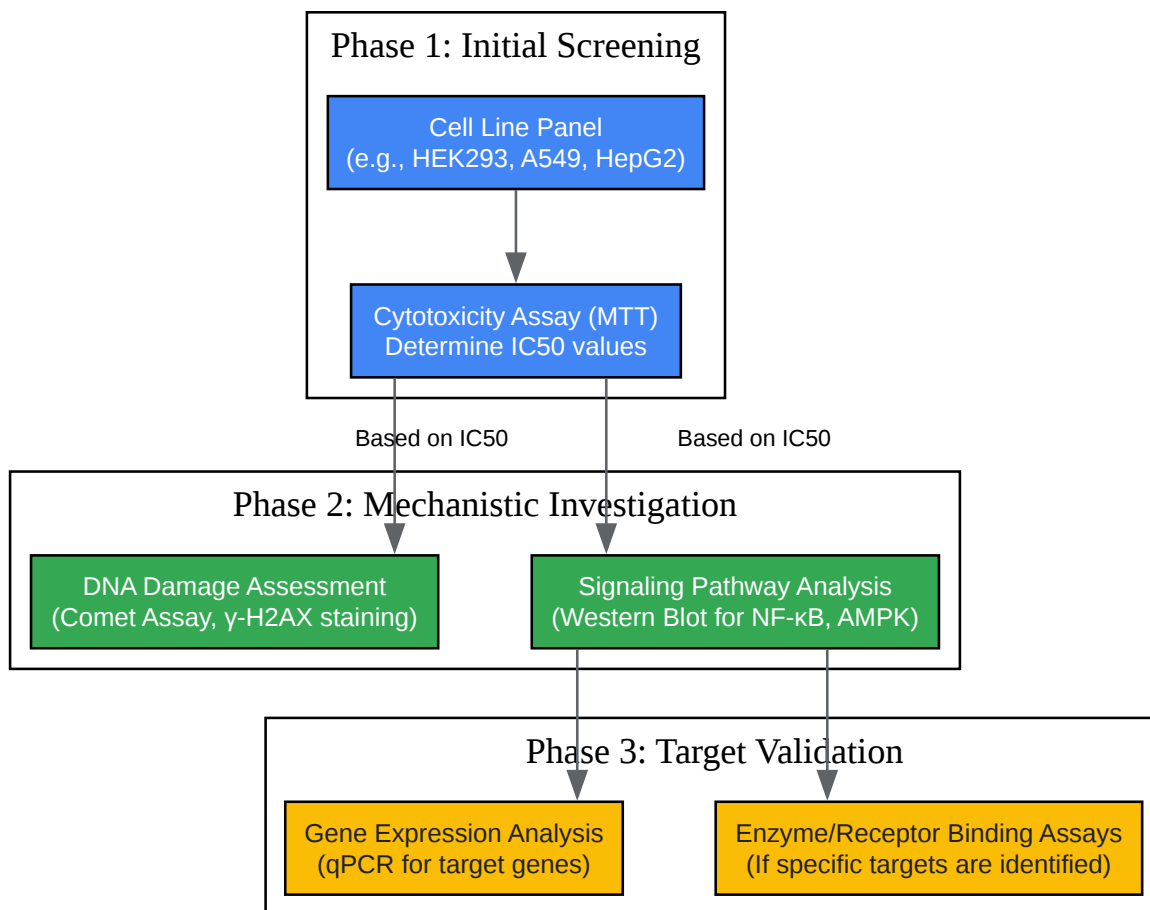 Phase 1: Initial Screening
Cell Line Panel
(e.g., HEK293, A549, HepG2)
Cytotoxicity Assay (MTT)
Determine IC50 values
Based on IC50
Based on IC50
Phase 2: Mechanistic Investigation
DNA Damage Assessment
(Comet Assay, γ-H2AX staining)
Signaling Pathway Analysis
(Western Blot for NF-κB, AMPK)
Phase 3: Target Validation
Gene Expression Analysis
(qPCR for target genes)
Enzyme/Receptor Binding Assays
(If specific targets are identified)